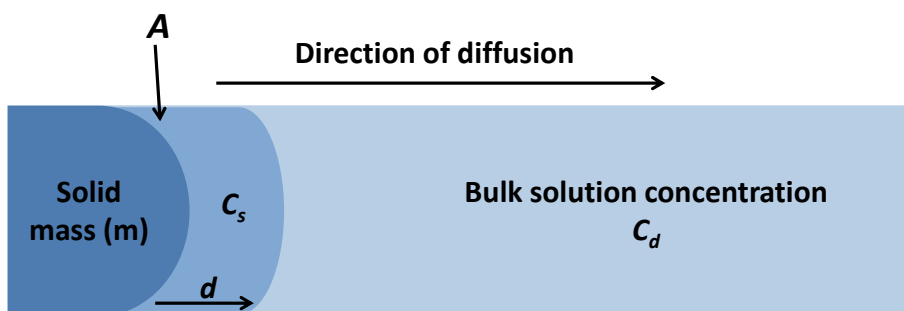 A
Direction of diffusion
Solid
mass (m)
Cs
d
Bulk solution concentration
Cd